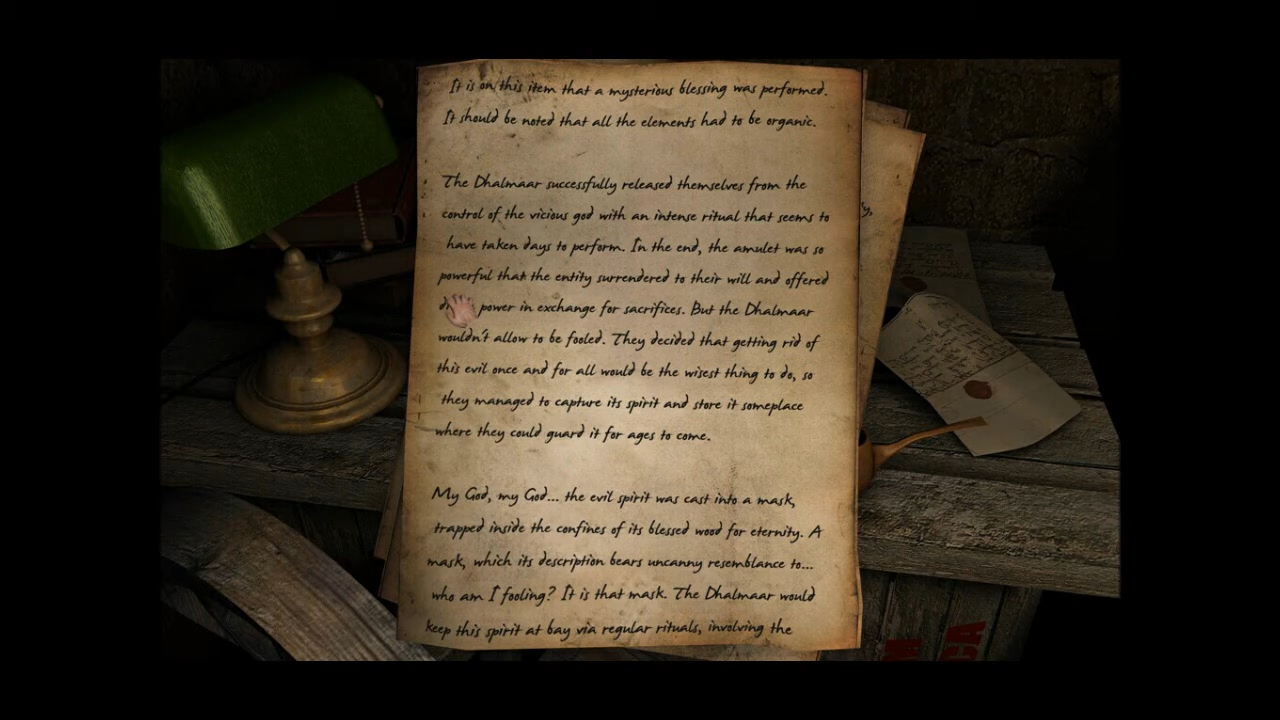 It is on this item that a mysterious blessing was performed.
It should be noted that all the elements had to be organic.
The Dhalmaar successfully released themselves from the
control of the vicious god with an intense ritual that seems to
have taken days to perform. In the end, the amulet was so
powerful that the entity surrendered to their will and offered
power in exchange for sacrifices. But the Dhalmaar
wouldn't allow to be fooled. They decided that getting rid of
this evil once and for all would be the wisest thing to do, so
they managed to capture its spirit and store it someplace
where they could guard it for ages to come.
My God, my God... the evil spirit was cast into a mask,
trapped inside the confines of its blessed wood for eternity. A
mask, which its description bears uncanny resemblance to...
who am I fooling? It is that mask. The Dhalmaar would
keep this spirit at bay via regular rituals, involving the